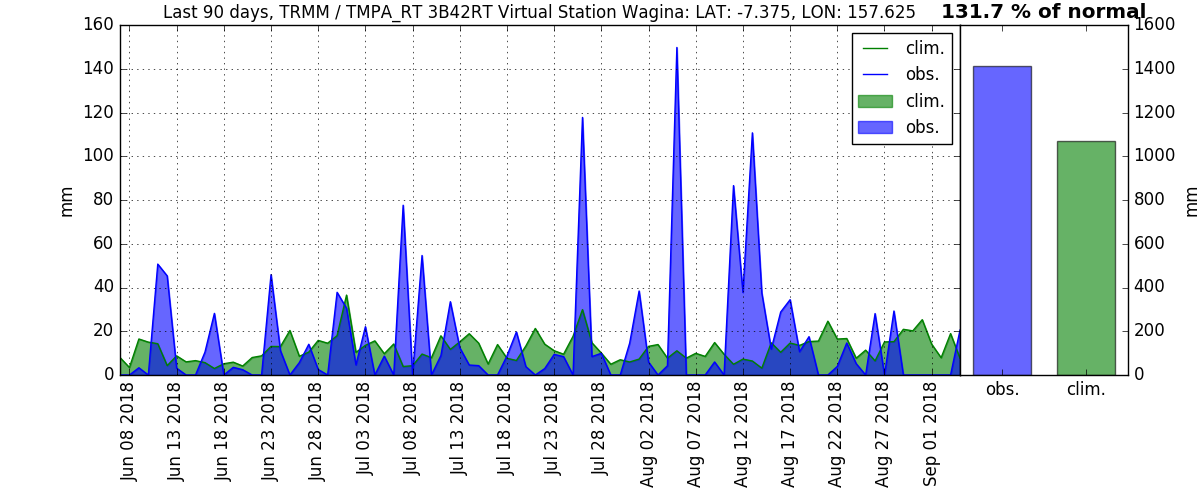 Last 90 days, TRMM / TMPA_RT 3B42RT Virtual Station Wagina: LAT: -7.375, LON: 157.625
131.7 % of normal
160
140
120
100
80
60
40
20
0
mm
clim.
obs.
clim.
obs.
Jun 08 2018
Jun 13 2018
Jun 18 2018
Jun 23 2018
Jun 28 2018
Jul 03 2018
Jul 08 2018
Jul 13 2018
Jul 18 2018
Jul 23 2018
Jul 28 2018
Aug 02 2018
Aug 07 2018
Aug 12 2018
Aug 17 2018
Aug 22 2018
Aug 27 2018
Sep 01 2018
1600
1400
1200
1000
800
600
400
200
0
mm
obs.
clim.